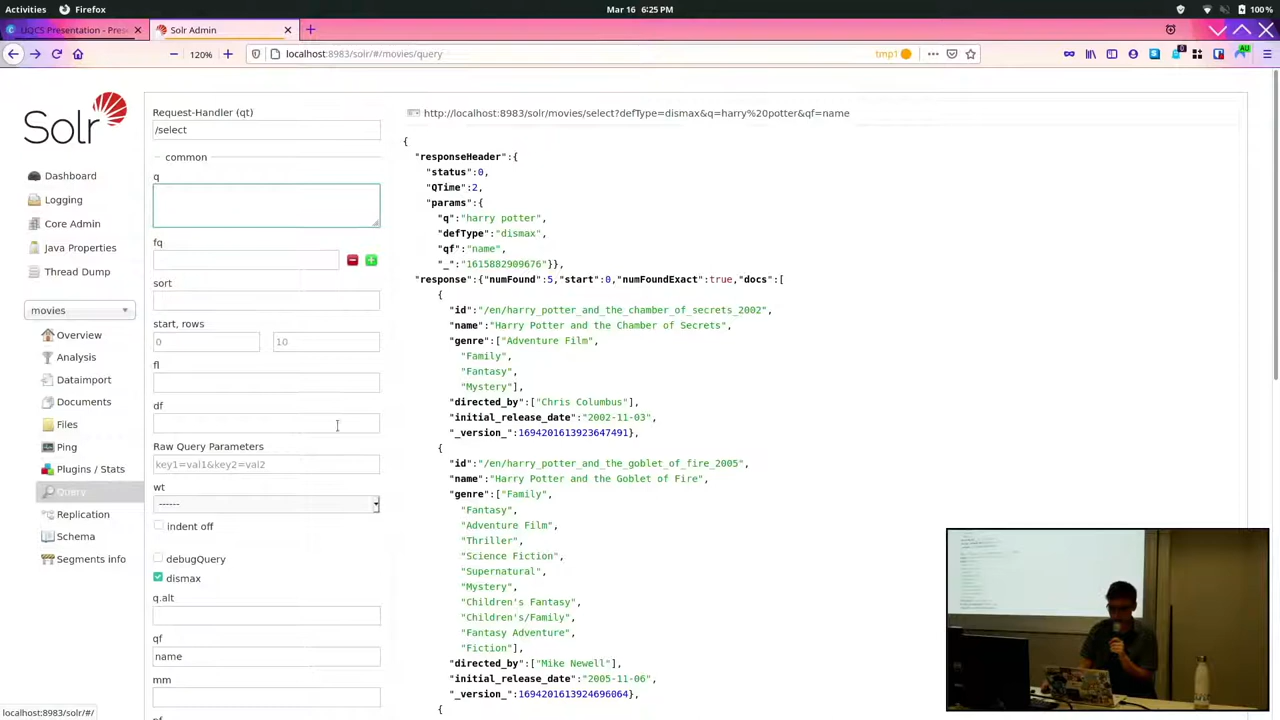 Activities
Firefox
Mar 16 6:25 PM
100%
UQCS Presentation - Prese
Solr Admin
120%
localhost:8983/solr/#/movies/query
tmp1
Solr
Dashboard
Logging
Core Admin
Java Properties
Thread Dump
movies
Overview
Analysis
Dataimport
Documents
Files
Ping
Plugins / Stats
Query
Replication
Schema
Segments info
localhost:8983/solr/#/
Request-Handler (qt)
/select
common
q
fq
sort
start, rows
0
10
fl
df
Raw Query Parameters
key1=val1&key2=val2
wt
------
indent off
debugQuery
dismax
q.alt
qf
name
mm
http://localhost:8983/solr/movies/select?defType=dismax&q=harry%20potter&qf=name
{
"responseHeader":{
"status":0,
"QTime":2,
"params":{
"q":"harry potter",
"defType":"dismax",
"qf":"name",
"_":"1615882909676"}},
"response":{"numFound":5,"start":0,"numFoundExact":true,"docs":[
{
"id":"/en/harry_potter_and_the_chamber_of_secrets_2002",
"name":"Harry Potter and the Chamber of Secrets",
"genre":["Adventure Film",
"Family",
"Fantasy",
"Mystery"],
"directed_by":["Chris Columbus"],
"initial_release_date":"2002-11-03",
"_version_":1694201613923647491},
{
"id":"/en/harry_potter_and_the_goblet_of_fire_2005",
"name":"Harry Potter and the Goblet of Fire",
"genre":["Family",
"Fantasy",
"Adventure Film",
"Thriller",
"Science Fiction",
"Supernatural",
"Mystery",
"Children's Fantasy",
"Children's/Family",
"Fantasy Adventure",
"Fiction"],
"directed_by":["Mike Newell"],
"initial_release_date":"2005-11-06",
"_version_":1694201613924696064},
{